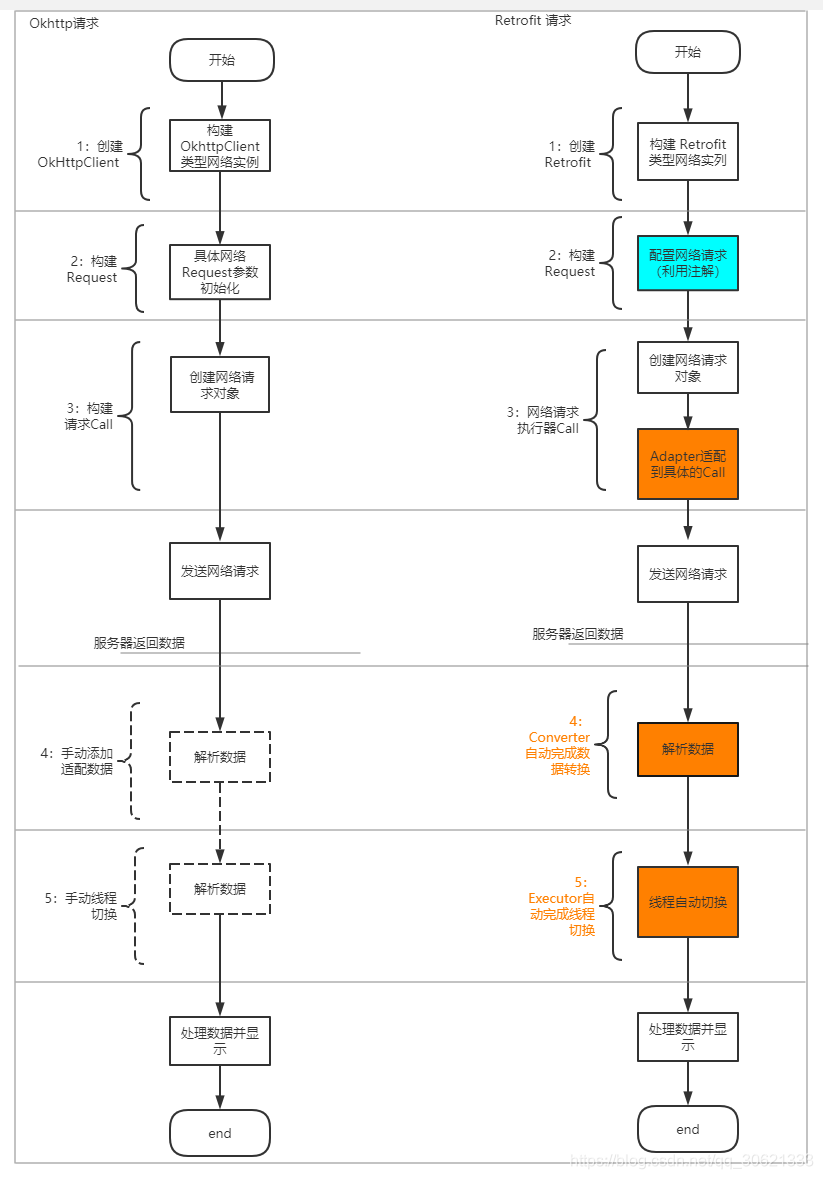 Okhttp请求
开始
1：创建
OkHttpClient
构建
OkhttpClient
类型网络实例
2：构建
Request
具体网络
Request参数
初始化
3：构建
请求Call
创建网络请
求对象
发送网络请求
服务器返回数据
4：手动添加
适配数据
解析数据
5：手动线程
切换
解析数据
处理数据并显
示
end
Retrofit 请求
开始
1：创建
Retrofit
构建 Retrofit
类型网络实列
2：构建
Request
配置网络请求
（利用注解）
3：网络请求
执行器Call
创建网络请求
对象
Adapter适配
到具体的Call
发送网络请求
服务器返回数据
4：
Converter
自动完成数
据转换
解析数据
5：
Executor自
动完成线程
切换
线程自动切换
处理数据并显
示
end
https://blog.csdn.net/qq_30621333